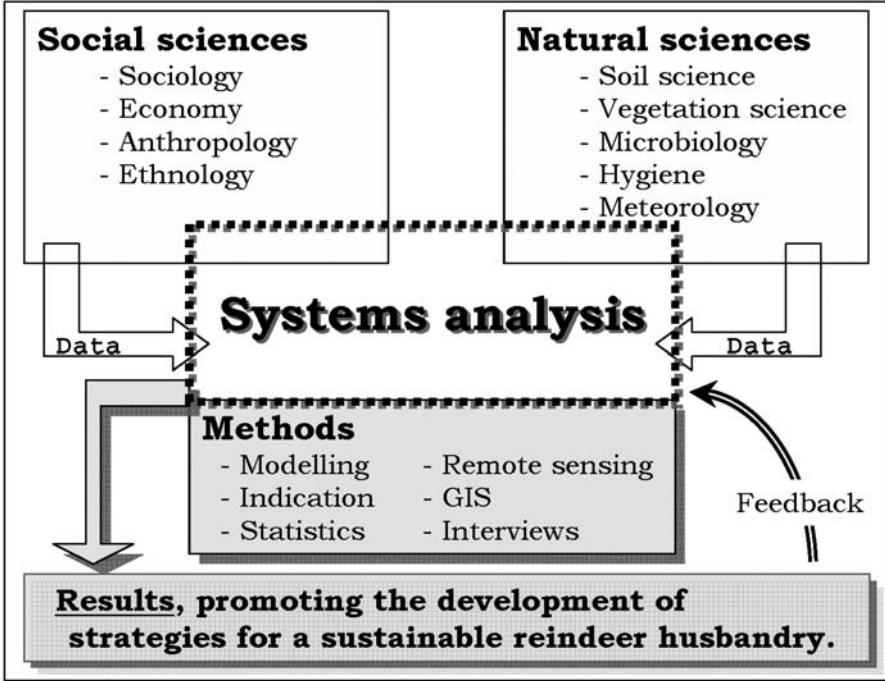 Social sciences
- Sociology
- Economy
- Anthropology
- Ethnology
Natural sciences
- Soil science
- Vegetation science
- Microbiology
- Hygiene
- Meteorology
Systems analysis
Data
Data
Methods
- Modelling
- Indication
- Statistics
- Remote sensing
- GIS
- Interviews
Feedback
Results, promoting the development of
strategies for a sustainable reindeer husbandry.